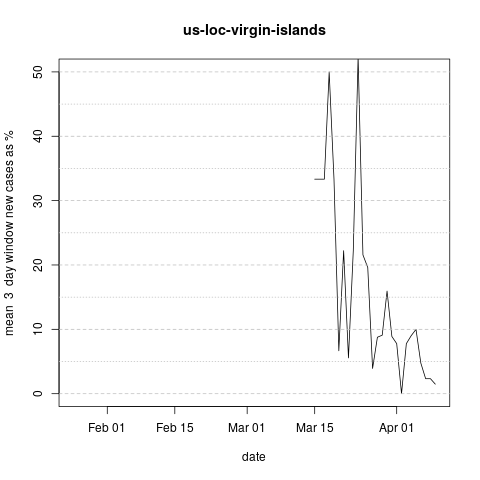 us-loc-virgin-islands
mean  3  day window new cases as %
50
40
30
20
10
0
Feb 01
Feb 15
Mar 01
Mar 15
Apr 01
date